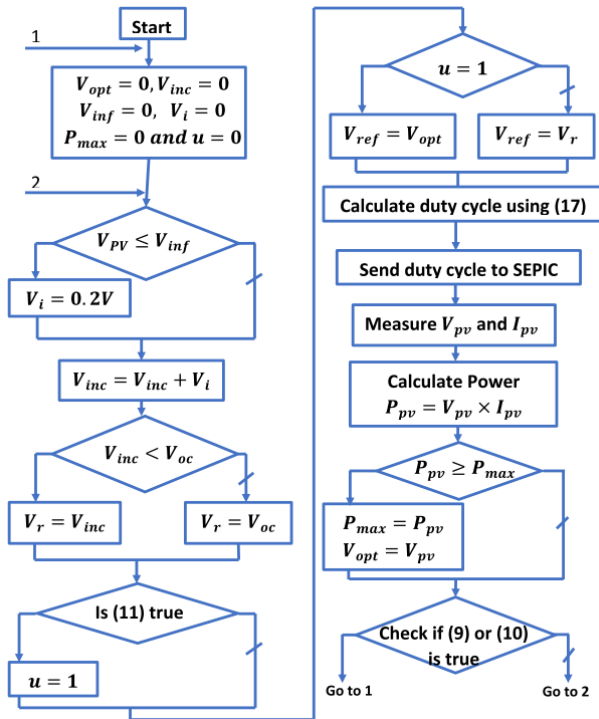 Start
1
V_opt = 0, V_inc = 0
V_inf = 0, V_i = 0
P_max = 0 and u = 0
2
V_PV ≤ V_inf
V_i = 0.2V
V_inc = V_inc + V_i
V_inc < V_oc
V_r = V_inc
V_r = V_oc
Is (11) true
u = 1
u = 1
V_ref = V_opt
V_ref = V_r
Calculate duty cycle using (17)
Send duty cycle to SEPIC
Measure V_pv and I_pv
Calculate Power
P_pv = V_pv × I_pv
P_pv ≥ P_max
P_max = P_pv
V_opt = V_pv
Check if (9) or (10)
is true
Go to 1
Go to 2